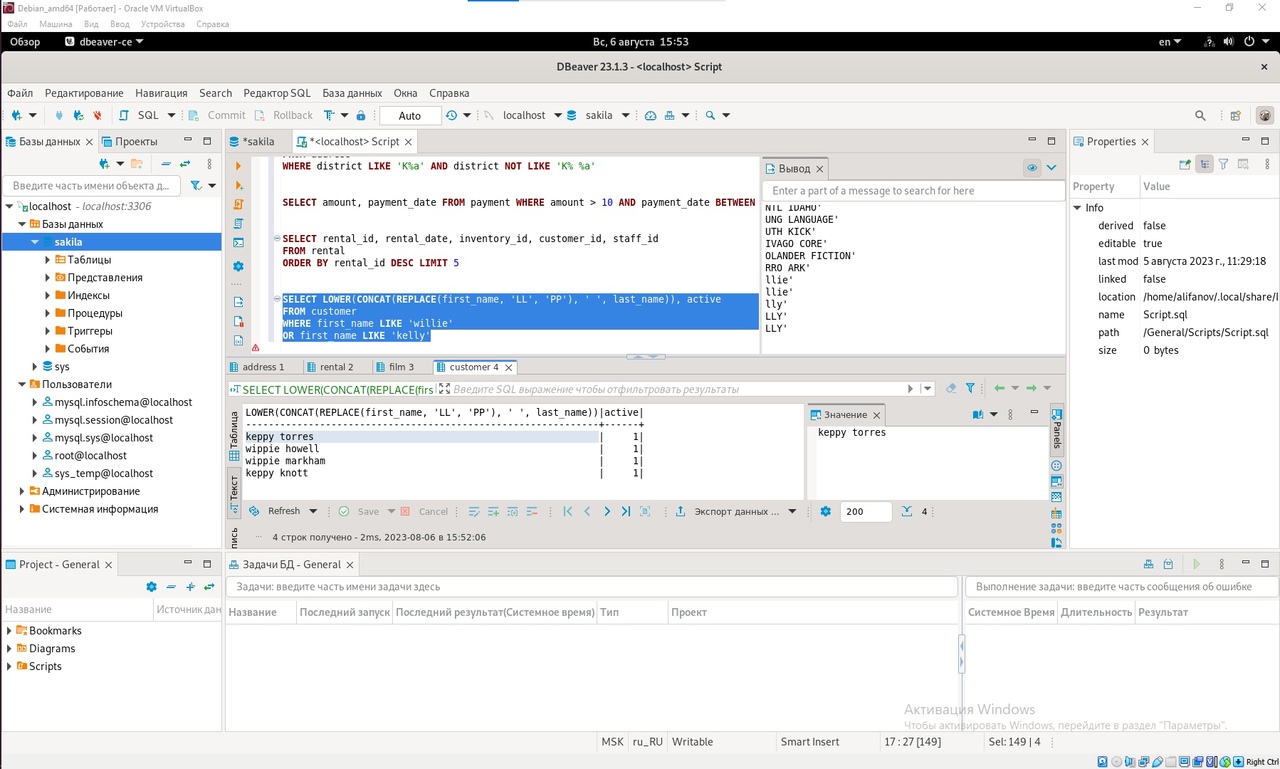 Debian_amd64 [Работает] - Oracle VM VirtualBox
Файл Машина Вид Ввод Устройства Справка
Обзор dbeaver-ce Вс, 6 августа 15:53 en
DBeaver 23.1.3 - <localhost> Script
Файл Редактирование Навигация Search Редактор SQL База данных Окна Справка
SQL Commit Rollback Auto localhost sakila
Базы данных Проекты
Введите часть имени объекта д...
localhost - localhost:3306
Базы данных
sakila
Таблицы
Представления
Индексы
Процедуры
Триггеры
События
sys
Пользователи
mysql.infoschema@localhost
mysql.session@localhost
mysql.sys@localhost
root@localhost
sys_temp@localhost
Администрирование
Системная информация
*sakila *<localhost> Script
WHERE district LIKE 'K%a' AND district NOT LIKE 'K% %a'
SELECT amount, payment_date FROM payment WHERE amount > 10 AND payment_date BETWEEN
SELECT rental_id, rental_date, inventory_id, customer_id, staff_id
FROM rental
ORDER BY rental_id DESC LIMIT 5
SELECT LOWER(CONCAT(REPLACE(first_name, 'LL', 'PP'), ' ', last_name)), active
FROM customer
WHERE first_name LIKE 'willie'
OR first_name LIKE 'kelly'
Вывод
Enter a part of a message to search for here
NTL IDAHO'
UNG LANGUAGE'
UTH KICK'
IVAGO CORE'
OLANDER FICTION'
RRO ARK'
llie'
llie'
lly'
LLY'
LLY'
address 1 rental 2 film 3 customer 4
SELECT LOWER(CONCAT(REPLACE(firs Введите SQL выражение чтобы отфильтровать результаты
Таблица
Текст
пись
LOWER(CONCAT(REPLACE(first_name, 'LL', 'PP'), ' ', last_name))|active|
--------------------------------------------------------------+------+
keppy torres | 1|
wippie howell | 1|
wippie markham | 1|
keppy knott | 1|
Значение
keppy torres
Panels
Refresh Save Cancel Экспорт данных ... 200 4
4 строк получено - 2ms, 2023-08-06 в 15:52:06
Properties
Property Value
Info
derived false
editable true
last mod 5 августа 2023 г., 11:29:18
linked false
location /home/alifanov/.local/share/
name Script.sql
path /General/Scripts/Script.sql
size 0 bytes
Project - General
Название Источник дан
Bookmarks
Diagrams
Scripts
Задачи БД - General
Задачи: введите часть имени задачи здесь
Название Последний запуск Последний результат(Системное время) Тип Проект
Выполнение задачи: введите часть сообщения об ошибке
Системное Время Длительность Результат
Активация Windows
Чтобы активировать Windows, перейдите в раздел "Параметры".
MSK ru_RU Writable Smart Insert 17 : 27 [149] Sel: 149 | 4
Right Ctrl